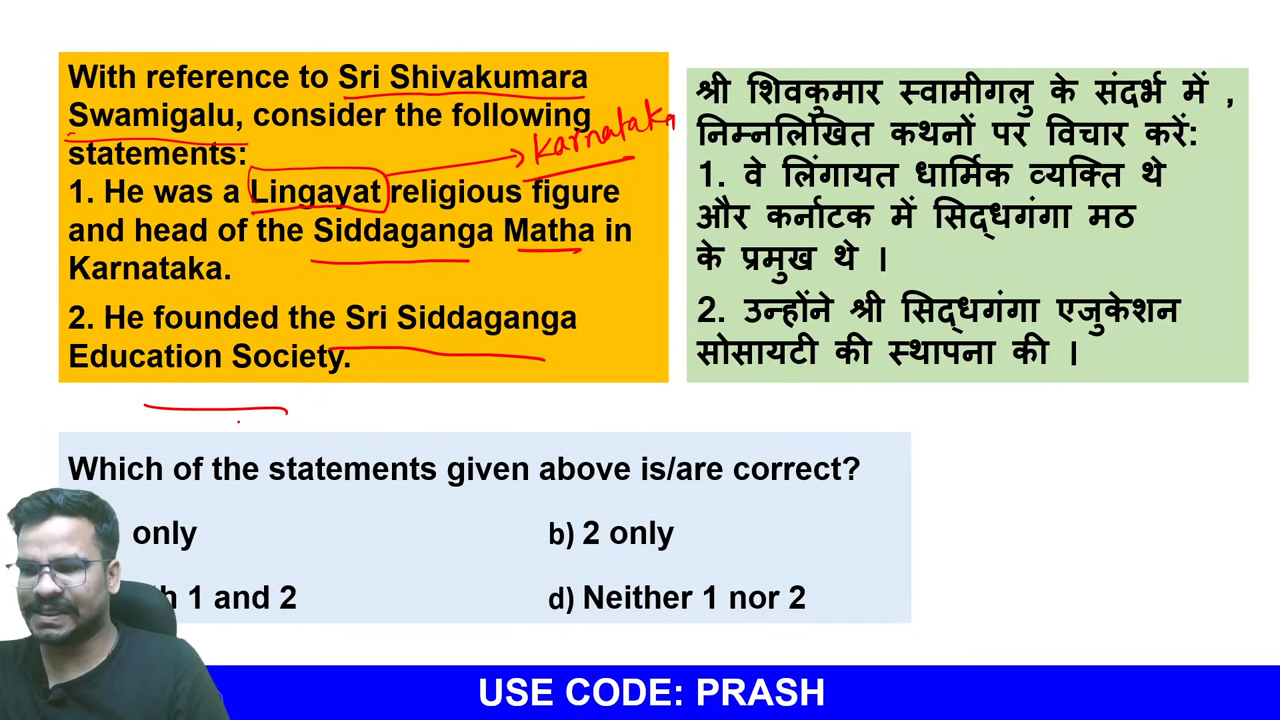 With reference to Sri Shivakumara
Swamigalu, consider the following
statements:
1. He was a Lingayat religious figure
and head of the Siddaganga Matha in
Karnataka.
2. He founded the Sri Siddaganga
Education Society.
Karnataka
श्री शिवकुमार स्वामीगलु के संदर्भ में ,
निम्नलिखित कथनों पर विचार करें:
1. वे लिंगायत धार्मिक व्यक्ति थे
और कर्नाटक में सिद्धगंगा मठ
के प्रमुख थे ।
2. उन्होंने श्री सिद्धगंगा एजुकेशन
सोसायटी की स्थापना की ।
Which of the statements given above is/are correct?
only
b) 2 only
1 and 2
d) Neither 1 nor 2
USE CODE: PRASH